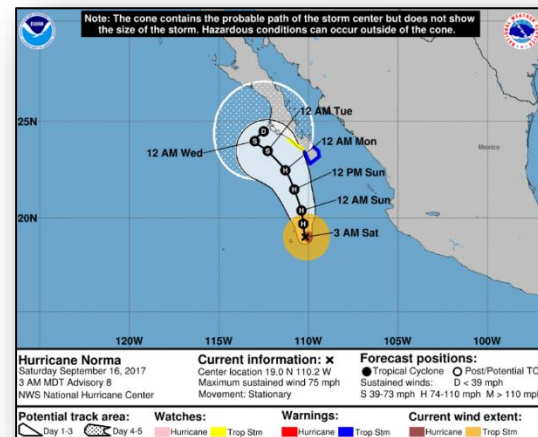 Note: The cone contains the probable path of the storm center but does not show
the size of the storm. Hazardous conditions can occur outside of the cone.
NOAA
25N
12 AM Tue
12 AM Wed
12 AM Mon
Mexico
12 PM Sun
20N
12 AM Sun
3 AM Sat
D
S
S
H
H
H
H
120W
115W
110W
105W
100W
Hurricane Norma
Saturday September 16, 2017
3 AM MDT Advisory 8
NWS National Hurricane Center
Current information: ×
Center location 19.0 N 110.2 W
Maximum sustained wind 75 mph
Movement: Stationary
Forecast positions:
Tropical Cyclone Post/Potential TC
Sustained winds: D < 39 mph
S 39-73 mph H 74-110 mph M > 110 mph
Potential track area:
Day 1-3 Day 4-5
Watches:
Hurricane Trop Stm
Warnings:
Hurricane Trop Stm
Current wind extent:
Hurricane Trop Stm